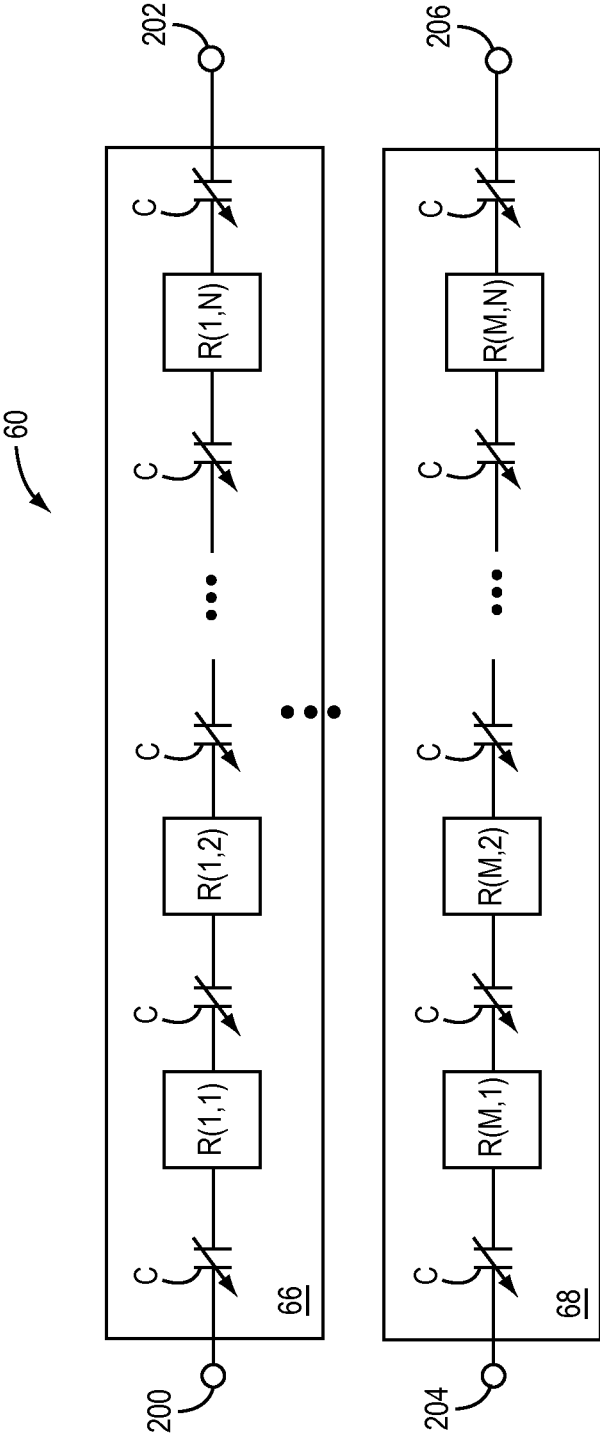 60
200
C
C
C
C
C
202
R(1,1)
R(1,2)
R(1,N)
66
204
C
C
C
C
C
206
R(M,1)
R(M,2)
R(M,N)
68